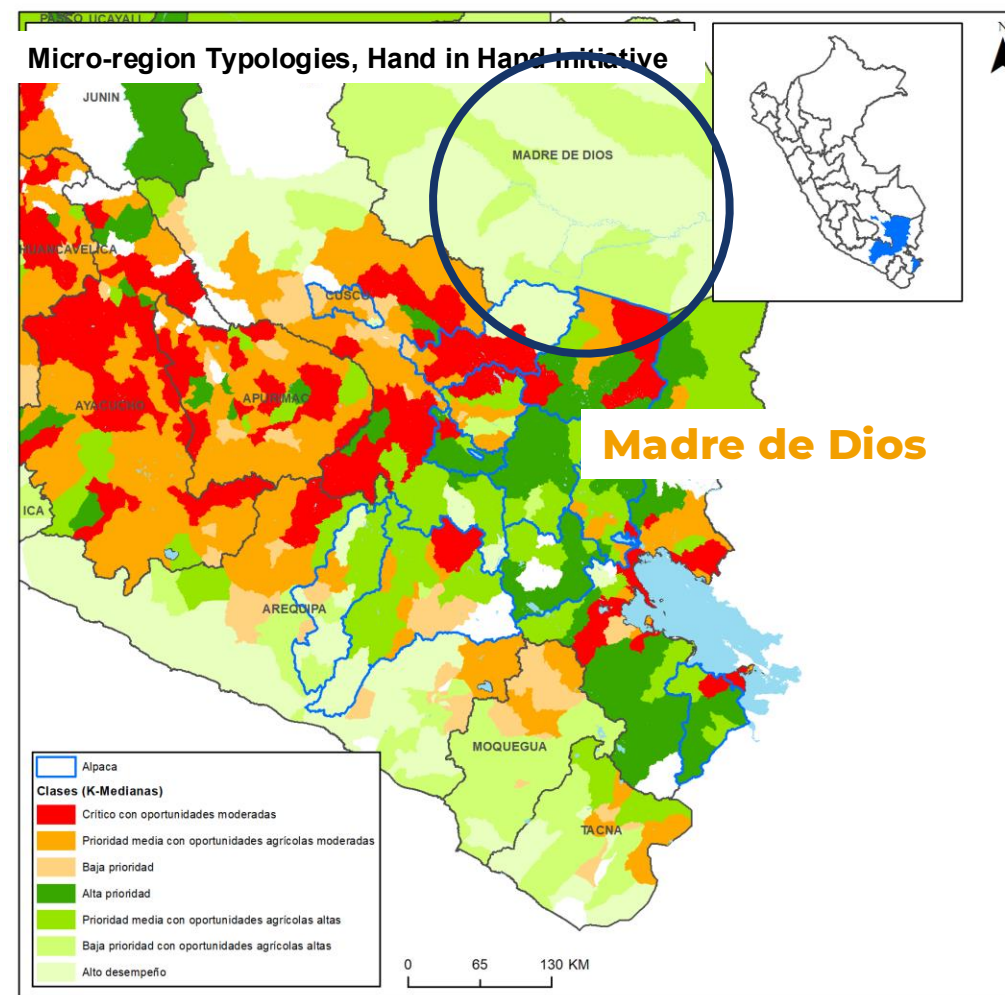 PASCO UCAYALI
Micro-region Typologies, Hand in Hand Initiative
N
JUNIN
MADRE DE DIOS
HUANCAVELICA
CUSCO
AYACUCHO
APURIMAC
Madre de Dios
ICA
AREQUIPA
MOQUEGUA
TACNA
Alpaca
Clases (K-Medianas)
Crítico con oportunidades moderadas
Prioridad media con oportunidades agrícolas moderadas
Baja prioridad
Alta prioridad
Prioridad media con oportunidades agrícolas altas
Baja prioridad con oportunidades agrícolas altas
Alto desempeño
0 65 130 KM